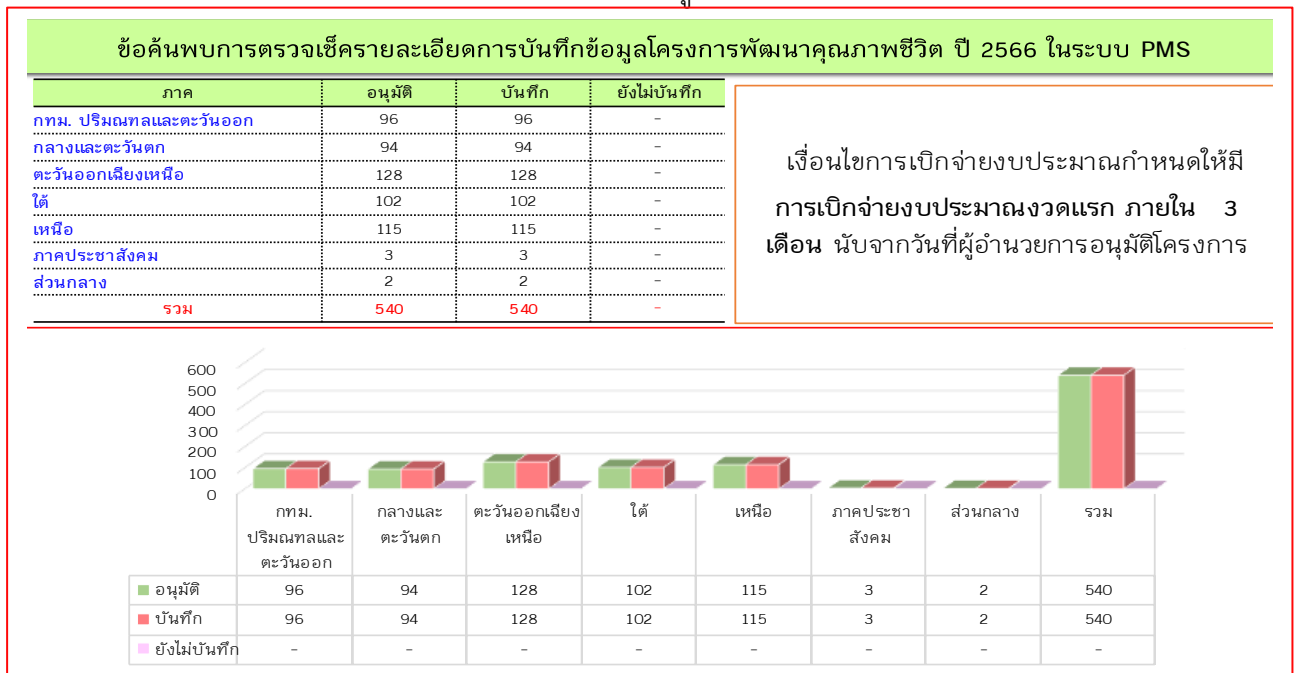 ข้อค้นพบการตรวจเช็ครายละเอียดการบันทึกข้อมูลโครงการพัฒนาคุณภาพชีวิต ปี 2566 ในระบบ PMS
ภาค อนุมัติ บันทึก ยังไม่บันทึก
กทม. ปริมณฑลและตะวันออก 96 96 -
กลางและตะวันตก 94 94 -
ตะวันออกเฉียงเหนือ 128 128 -
ใต้ 102 102 -
เหนือ 115 115 -
ภาคประชาสังคม 3 3 -
ส่วนกลาง 2 2 -
รวม 540 540 -
เงื่อนไขการเบิกจ่ายงบประมาณกำหนดให้มี
การเบิกจ่ายงบประมาณงวดแรก ภายใน 3
เดือน นับจากวันที่ผู้อำนวยการอนุมัติโครงการ
600
500
400
300
200
100
0
กทม. กลางและ ตะวันออกเฉียง ใต้ เหนือ ภาคประชา ส่วนกลาง รวม
ปริมณฑลและ ตะวันตก เหนือ สังคม
ตะวันออก
อนุมัติ 96 94 128 102 115 3 2 540
บันทึก 96 94 128 102 115 3 2 540
ยังไม่บันทึก - - - - - - - -